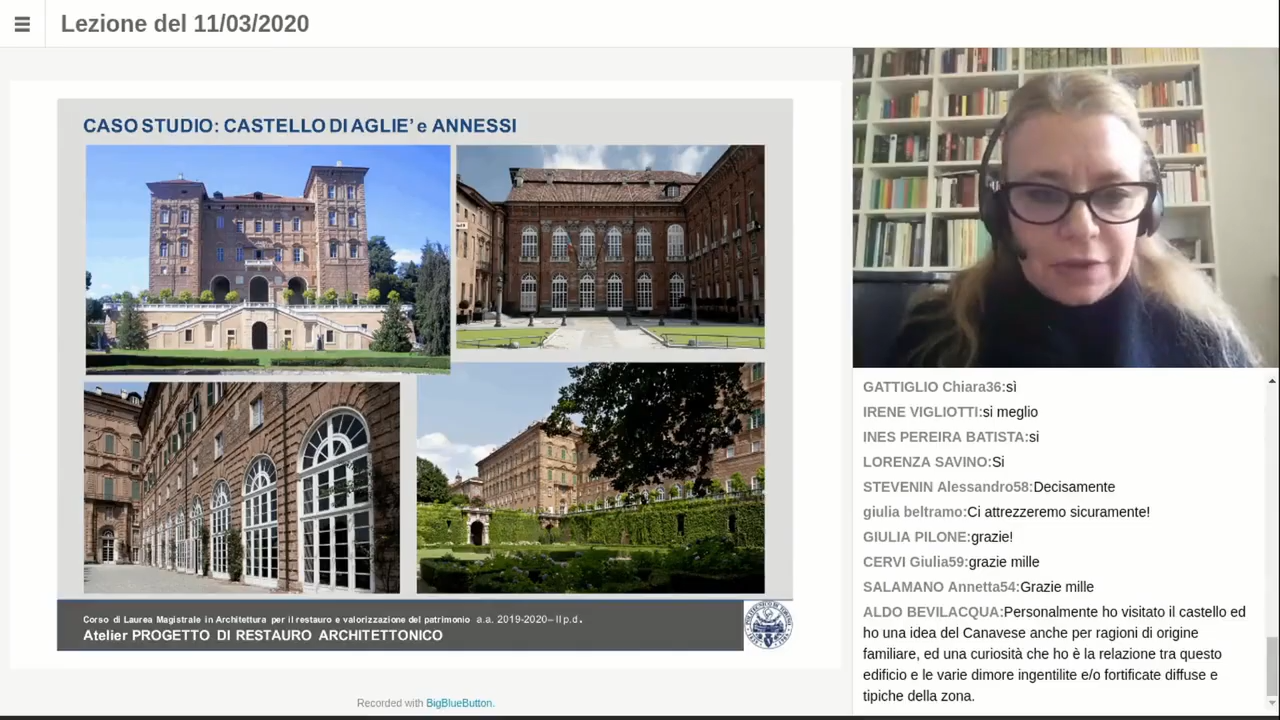 Lezione del 11/03/2020
CASO STUDIO: CASTELLO DI AGLIE' e ANNESSI
Corso di Laurea Magistrale in Architettura per il restauro e valorizzazione del patrimonio a.a. 2019-2020– II p.d.
Atelier PROGETTO DI RESTAURO ARCHITETTONICO
Recorded with BigBlueButton.
GATTIGLIO Chiara36:sì
IRENE VIGLIOTTI:si meglio
INES PEREIRA BATISTA:si
LORENZA SAVINO:Si
STEVENIN Alessandro58:Decisamente
giulia beltramo:Ci attrezzeremo sicuramente!
GIULIA PILONE:grazie!
CERVI Giulia59:grazie mille
SALAMANO Annetta54:Grazie mille
ALDO BEVILACQUA:Personalmente ho visitato il castello ed
ho una idea del Canavese anche per ragioni di origine
familiare, ed una curiosità che ho è la relazione tra questo
edificio e le varie dimore ingentilite e/o fortificate diffuse e
tipiche della zona.